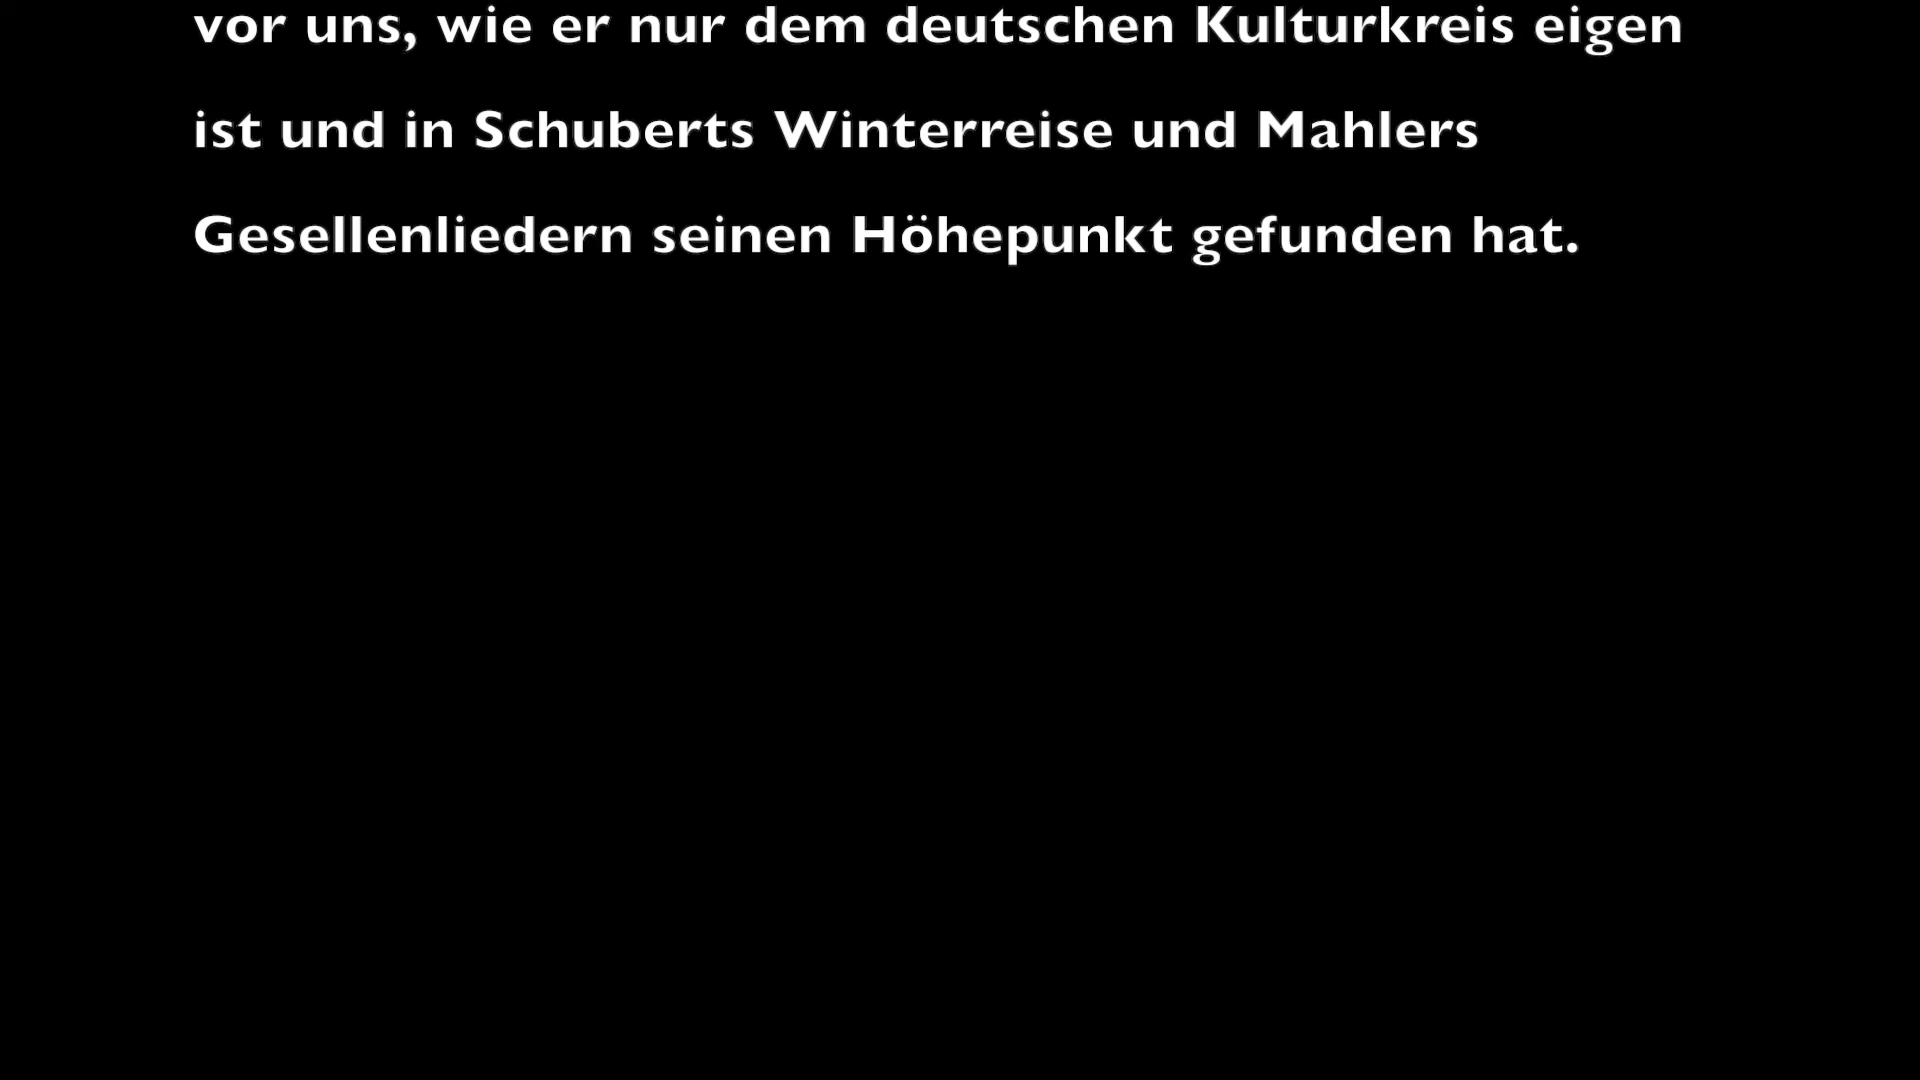 vor uns, wie er nur dem deutschen Kulturkreis eigen
ist und in Schuberts Winterreise und Mahlers
Gesellenliedern seinen Höhepunkt gefunden hat.